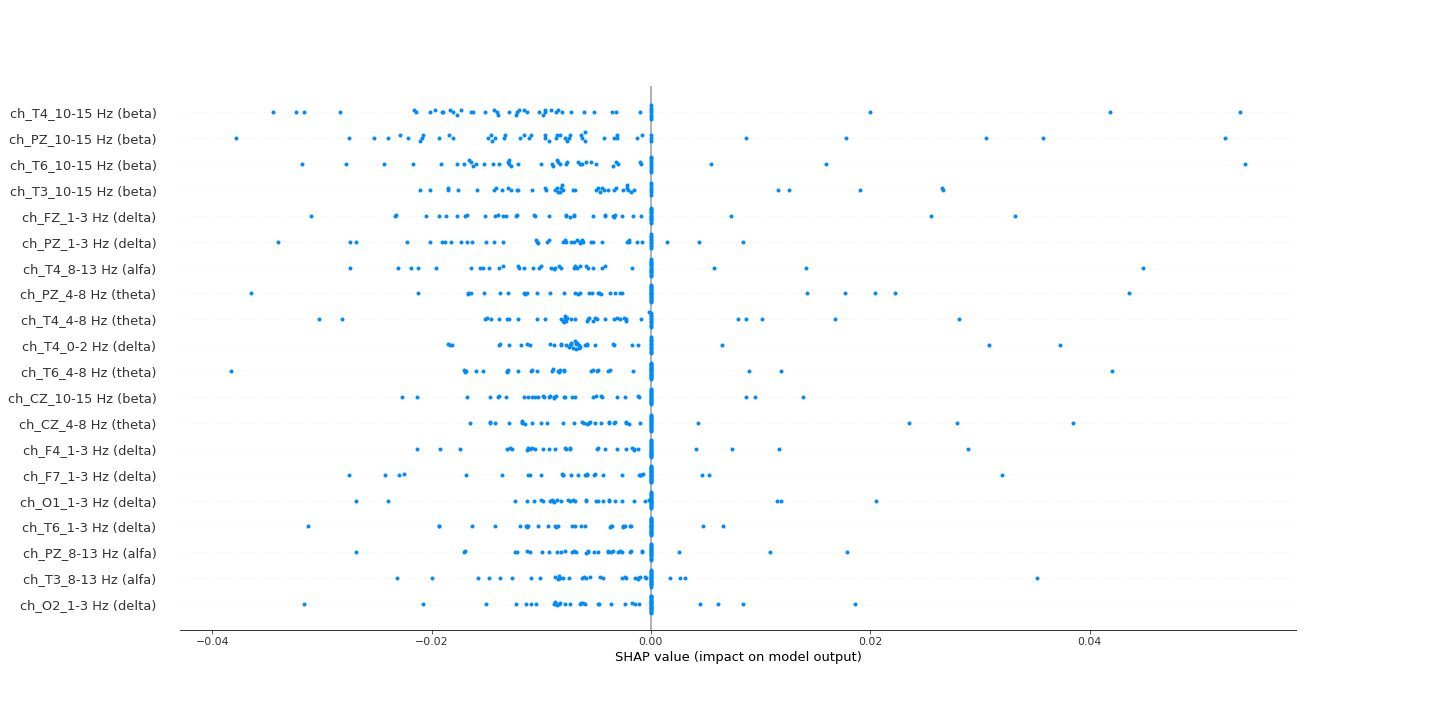 ch_T4_10-15 Hz (beta)
ch_PZ_10-15 Hz (beta)
ch_T6_10-15 Hz (beta)
ch_T3_10-15 Hz (beta)
ch_FZ_1-3 Hz (delta)
ch_PZ_1-3 Hz (delta)
ch_T4_8-13 Hz (alfa)
ch_PZ_4-8 Hz (theta)
ch_T4_4-8 Hz (theta)
ch_T4_0-2 Hz (delta)
ch_T6_4-8 Hz (theta)
ch_CZ_10-15 Hz (beta)
ch_CZ_4-8 Hz (theta)
ch_F4_1-3 Hz (delta)
ch_F7_1-3 Hz (delta)
ch_O1_1-3 Hz (delta)
ch_T6_1-3 Hz (delta)
ch_PZ_8-13 Hz (alfa)
ch_T3_8-13 Hz (alfa)
ch_O2_1-3 Hz (delta)
−0.04 −0.02 0.00 0.02 0.04
SHAP value (impact on model output)